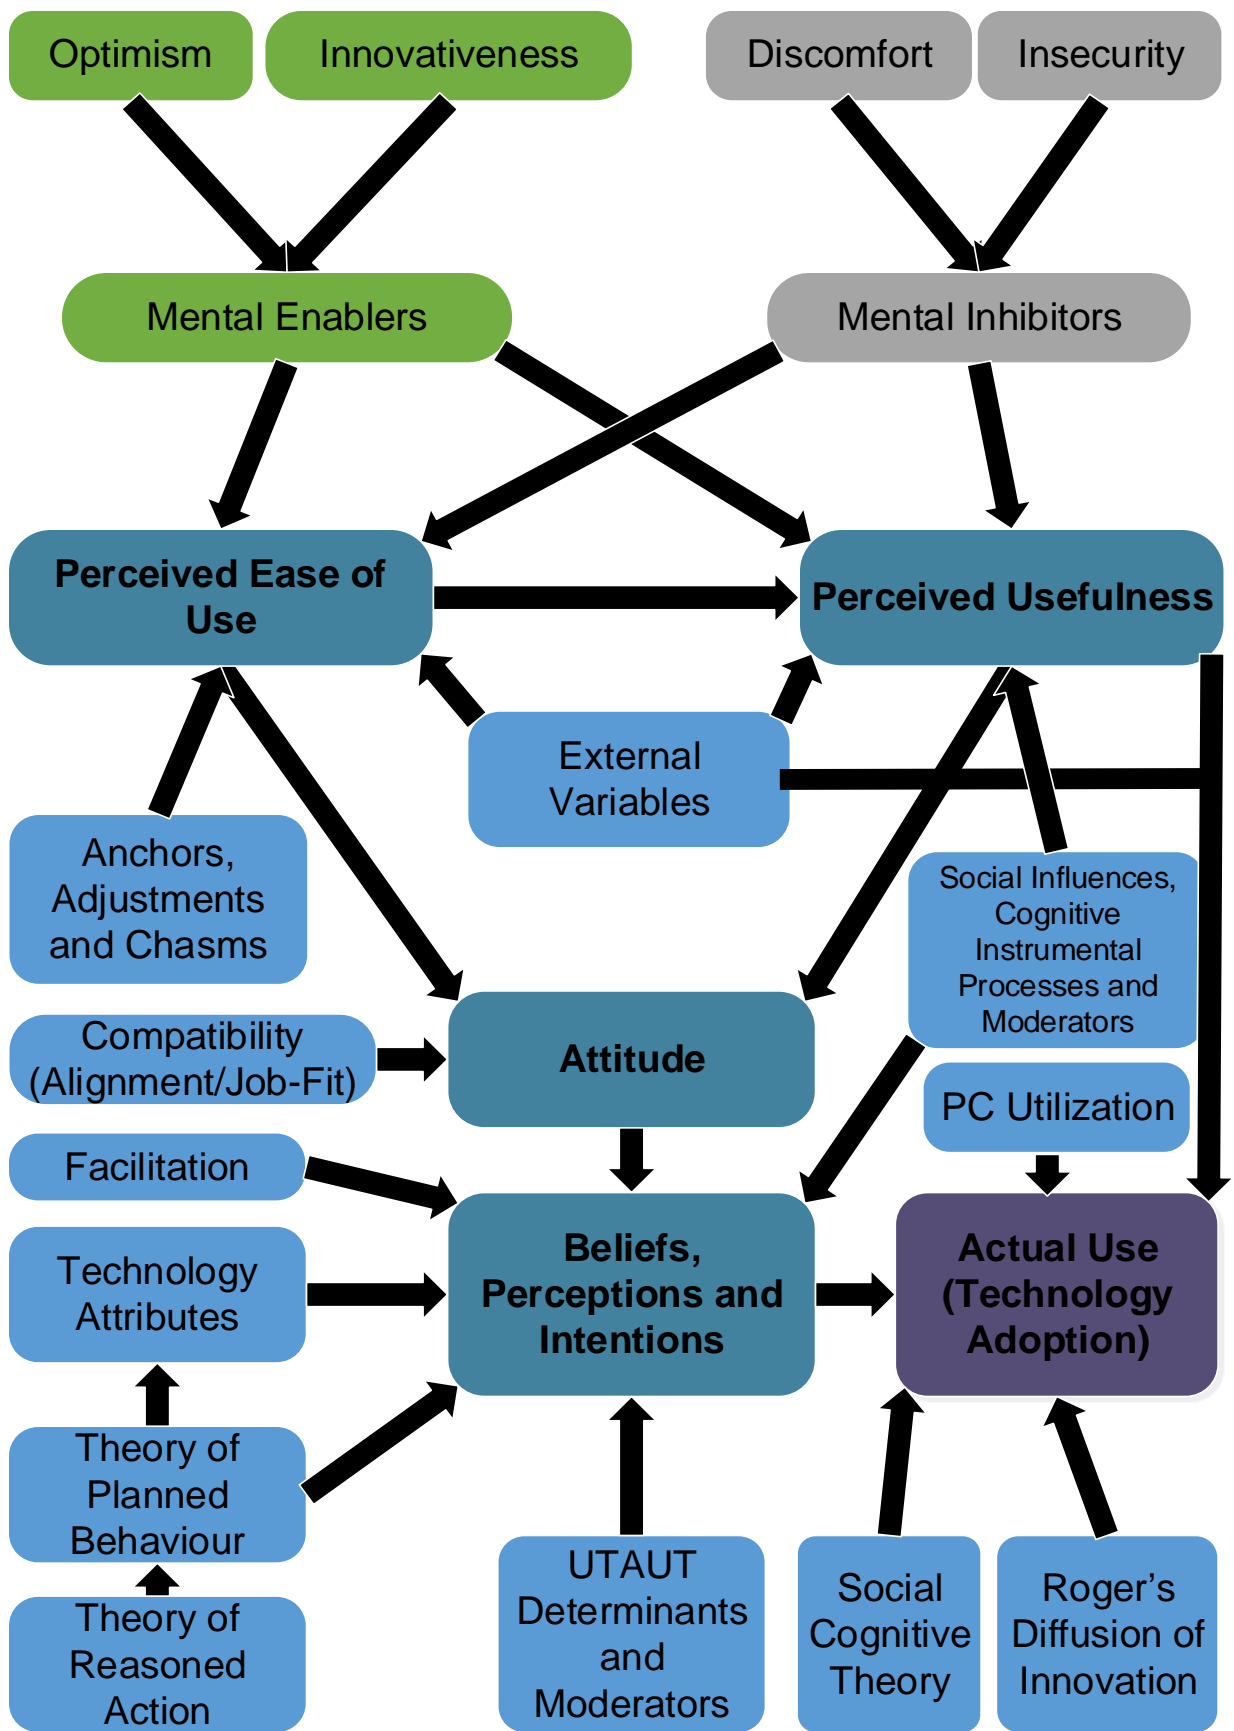 Optimism
Innovativeness
Discomfort
Insecurity
Mental Enablers
Mental Inhibitors
Perceived Ease of
Use
Perceived Usefulness
External
Variables
Anchors,
Adjustments
and Chasms
Social Influences,
Cognitive
Instrumental
Processes and
Moderators
Compatibility
(Alignment/Job-Fit)
Attitude
PC Utilization
Facilitation
Technology
Attributes
Beliefs,
Perceptions and
Intentions
Actual Use
(Technology
Adoption)
Theory of
Planned
Behaviour
Theory of
Reasoned
Action
UTAUT
Determinants
and
Moderators
Social
Cognitive
Theory
Roger’s
Diffusion of
Innovation